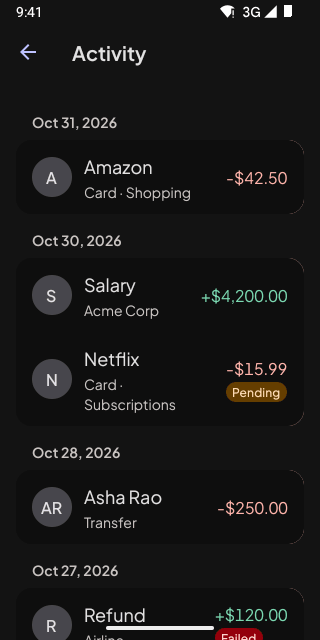 9:41
3G
Activity
Oct 31, 2026
A
Amazon
Card · Shopping
-$42.50
Oct 30, 2026
S
Salary
Acme Corp
+$4,200.00
N
Netflix
Card ·
Subscriptions
-$15.99
Pending
Oct 28, 2026
AR
Asha Rao
Transfer
-$250.00
Oct 27, 2026
R
Refund
Airline
+$120.00
Failed